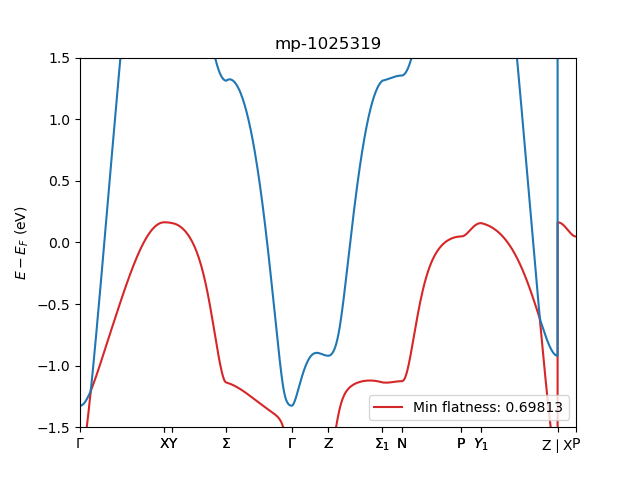 mp-1025319
E − E_F (eV)
1.5
1.0
0.5
0.0
−0.5
−1.0
−1.5
Min flatness: 0.69813
Γ XY Σ Γ Z Σ₁ N P Y₁ Z | X P